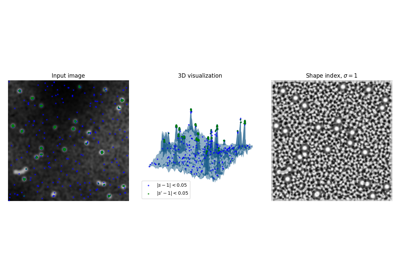 Input image
3D visualization
Shape index, σ = 1
|s − 1| < 0.05
|s′ − 1| < 0.05